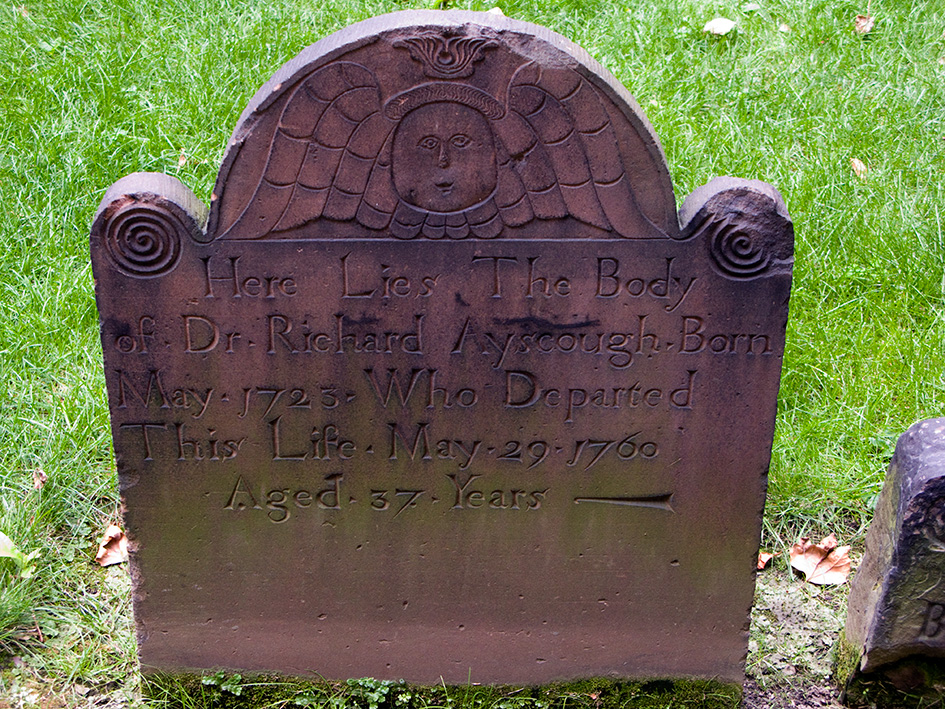 Here Lies The Body
of · Dr · Richard Ayscough · Born
May · 1723 · Who Departed
This Life · May · 29 · 1760
Aged · 37 · Years
B